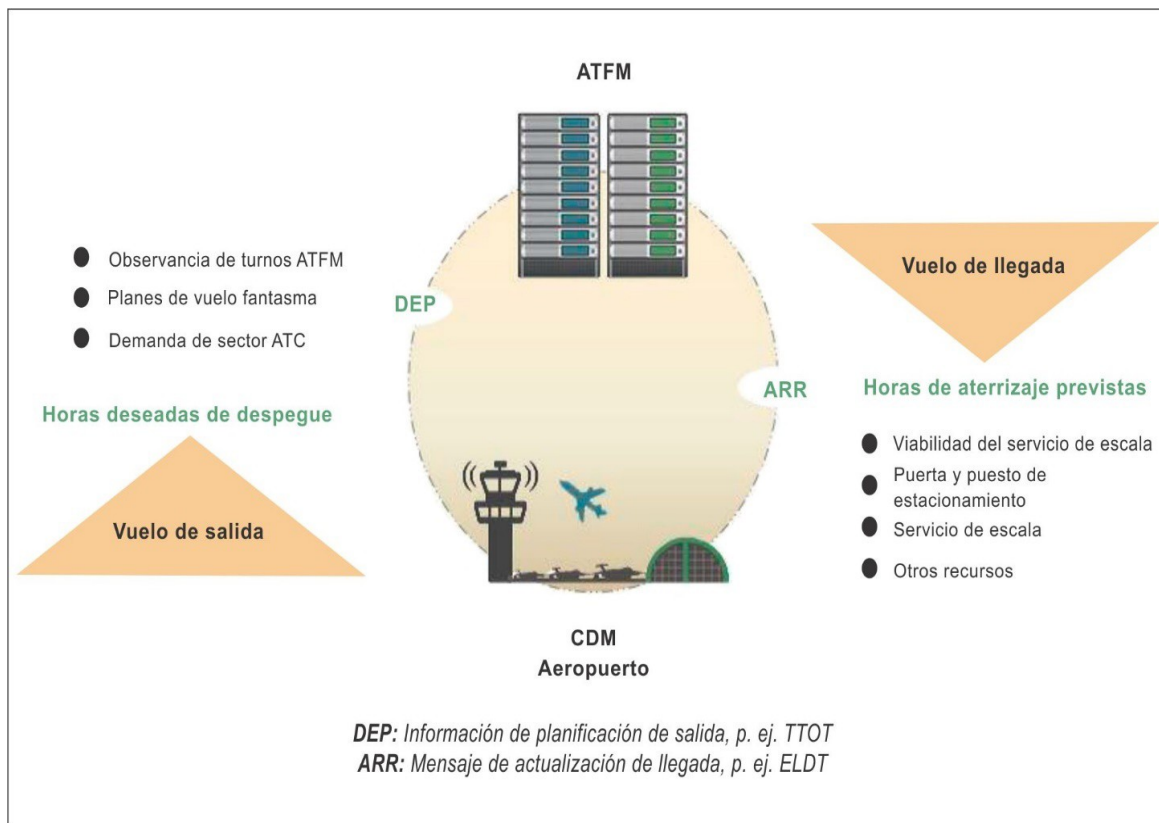 ATFM
Observancia de turnos ATFM
Planes de vuelo fantasma
Demanda de sector ATC
DEP
Horas deseadas de despegue
Vuelo de salida
Vuelo de llegada
ARR
Horas de aterrizaje previstas
Viabilidad del servicio de escala
Puerta y puesto de
estacionamiento
Servicio de escala
Otros recursos
CDM
Aeropuerto
DEP: Información de planificación de salida, p. ej. TTOT
ARR: Mensaje de actualización de llegada, p. ej. ELDT